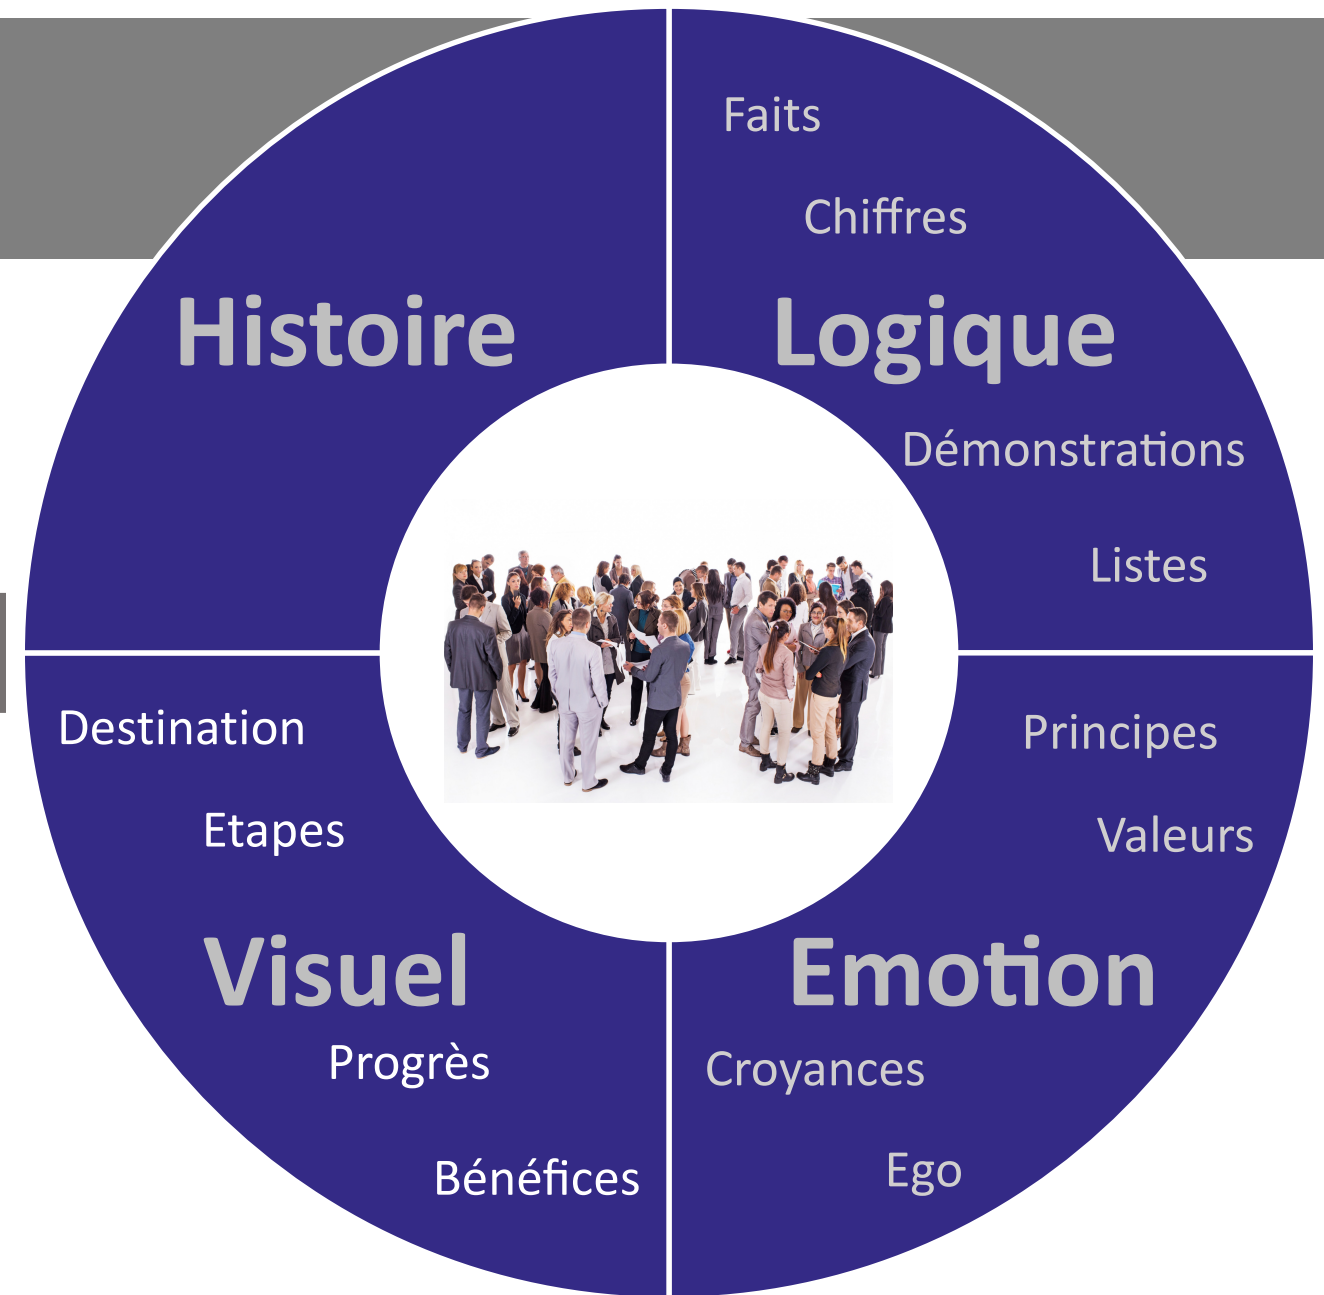 Histoire
Faits
Chiffres
Logique
Démonstrations
Listes
Destination
Etapes
Visuel
Progrès
Bénéfices
Principes
Valeurs
Emotion
Croyances
Ego